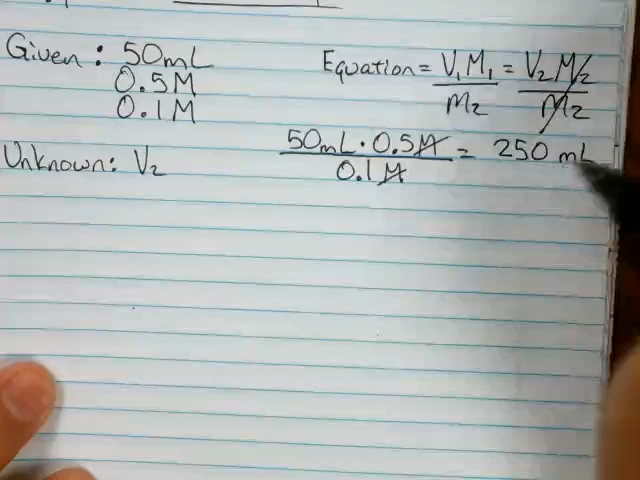 Given: 50mL
0.5M
0.1M
Equation = V₁M₁/M₂ = V₂M₂/M₂
Unknown: V₂
50mL · 0.5M/0.1M = 250 mL